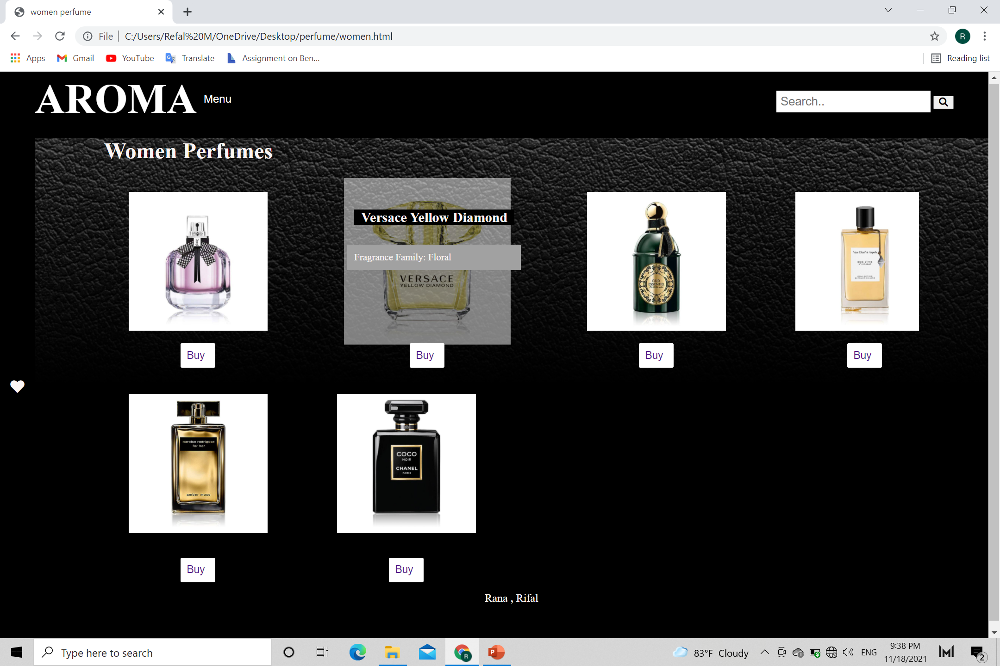 women perfume
File
C:/Users/Refal%20M/OneDrive/Desktop/perfume/women.html
R
Apps
Gmail
YouTube
Translate
Assignment on Ben...
Reading list
AROMA
Menu
Search..
Women Perfumes
Versace Yellow Diamond
Fragrance Family: Floral
VERSACE
YELLOW DIAMOND
OUD
ESSENTIEL
GUERLAIN
Van Cleef & Arpels
BOIS D'IRIS
COLLECTION
EXTRAORDINAIRE
Buy
Buy
Buy
Buy
narciso rodriguez
for her
amber musc
COCO
NOIR
CHANEL
PARIS
Buy
Buy
Rana , Rifal
Type here to search
R
P
83°F Cloudy
ENG
9:38 PM
11/18/2021
2